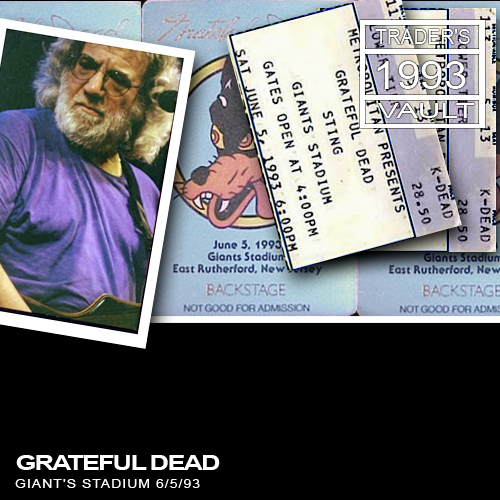 Grateful Dead
June 5, 1993
Giants Stadium
East Rutherford, New Jersey
BACKSTAGE
NOT GOOD FOR ADMISSION
METROPOLITAN PRESENTS
GRATEFUL DEAD
STING
GIANTS STADIUM
GATES OPEN AT 4:00PM
SAT JUNE 5, 1993 6:00PM
K-DEAD
28.50
K-DEAD
28.50
TRADER'S
1993
VAULT
Giants Stadium
East Rutherford, New
BACKSTAGE
NOT GOOD FOR ADMISS
GRATEFUL DEAD
GIANT'S STADIUM 6/5/93